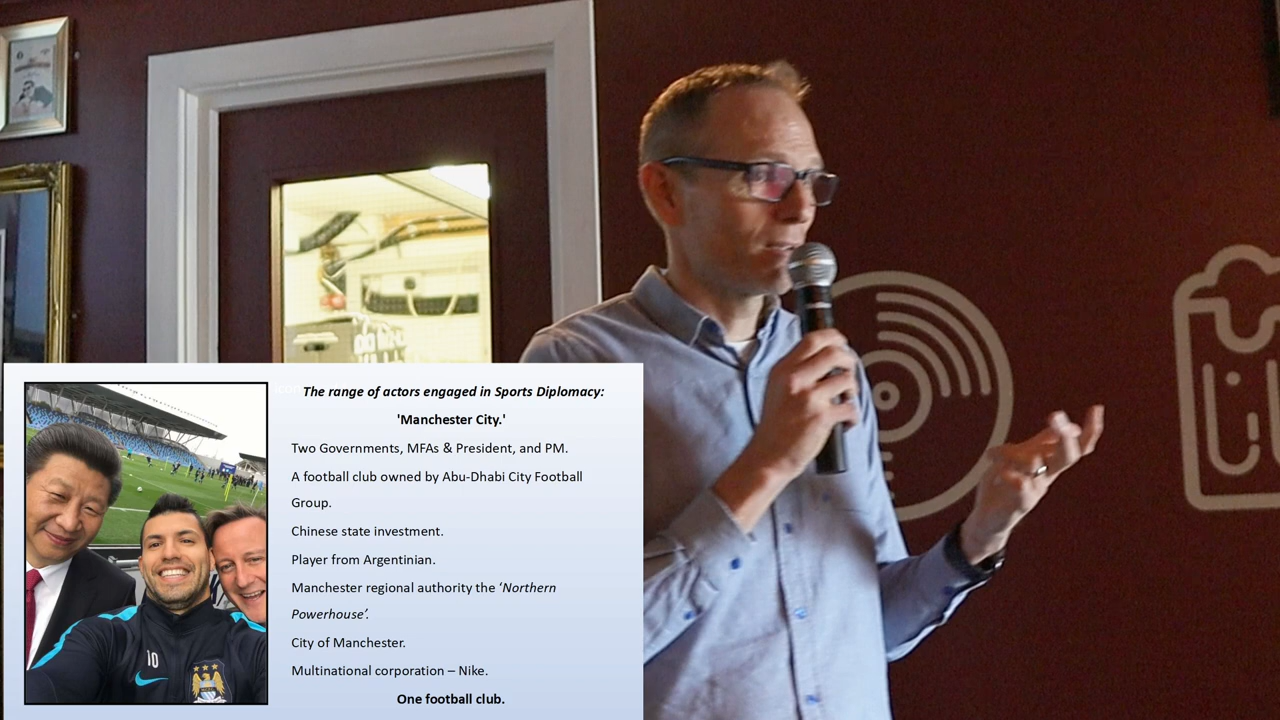 The range of actors engaged in Sports Diplomacy:
'Manchester City.'
Two Governments, MFAs & President, and PM.
A football club owned by Abu-Dhabi City Football
Group.
Chinese state investment.
Player from Argentinian.
Manchester regional authority the ‘Northern
Powerhouse’.
City of Manchester.
Multinational corporation – Nike.
One football club.
10